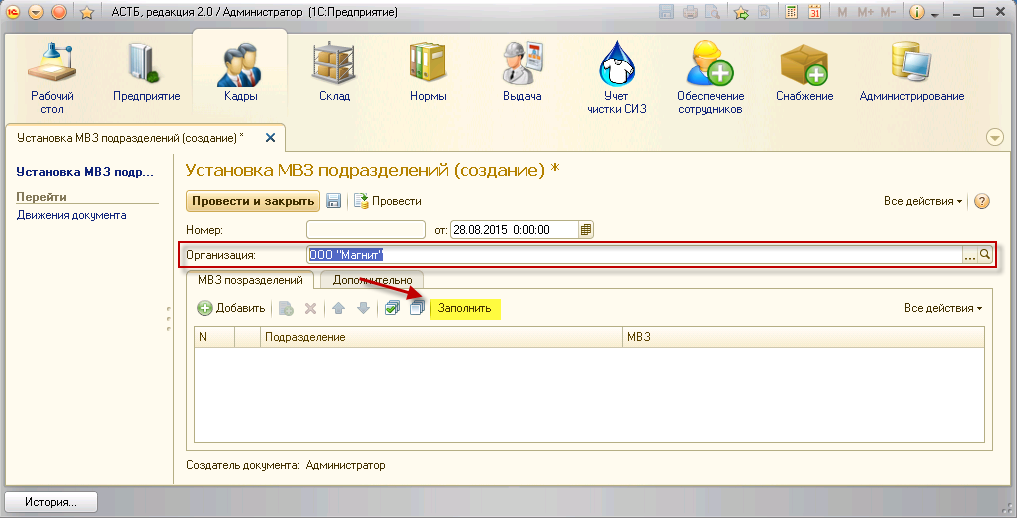 АСТБ, редакция 2.0 / Администратор (1С:Предприятие)
M M+ M-
31
Рабочий стол
Предприятие
Кадры
Склад
Нормы
Выдача
Учет чистки СИЗ
Обеспечение сотрудников
Снабжение
Администрирование
Установка МВЗ подразделений (создание) *
Установка МВЗ подр...
Перейти
Движения документа
Установка МВЗ подразделений (создание) *
Провести и закрыть
Провести
Все действия
Номер:
от: 28.08.2015 0:00:00
Организация: ООО "Магнит"
МВЗ позразделений
Дополнительно
Добавить
Заполнить
Все действия
N
Подразделение
МВЗ
Создатель документа: Администратор
История...